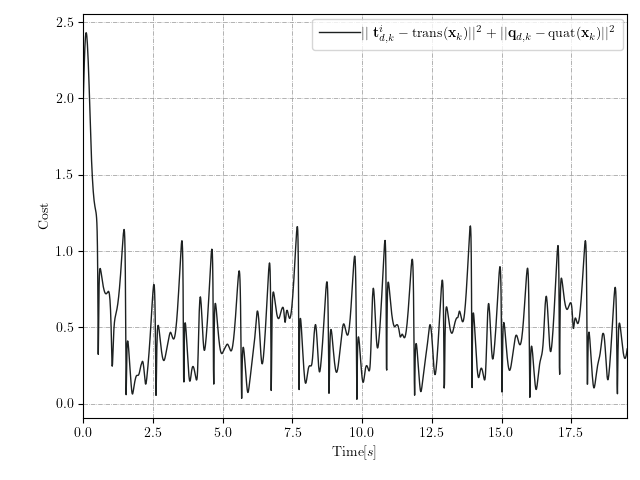 || t^i_{d,k} − trans(x_k)||^2 + ||q_{d,k} − quat(x_k)||^2
2.5
2.0
1.5
1.0
0.5
0.0
Cost
0.0 2.5 5.0 7.5 10.0 12.5 15.0 17.5
Time[s]